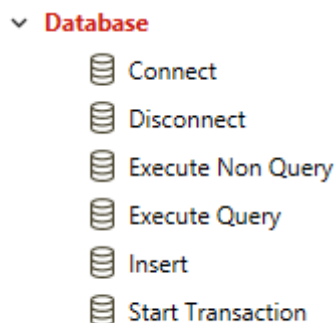 Database
Connect
Disconnect
Execute Non Query
Execute Query
Insert
Start Transaction